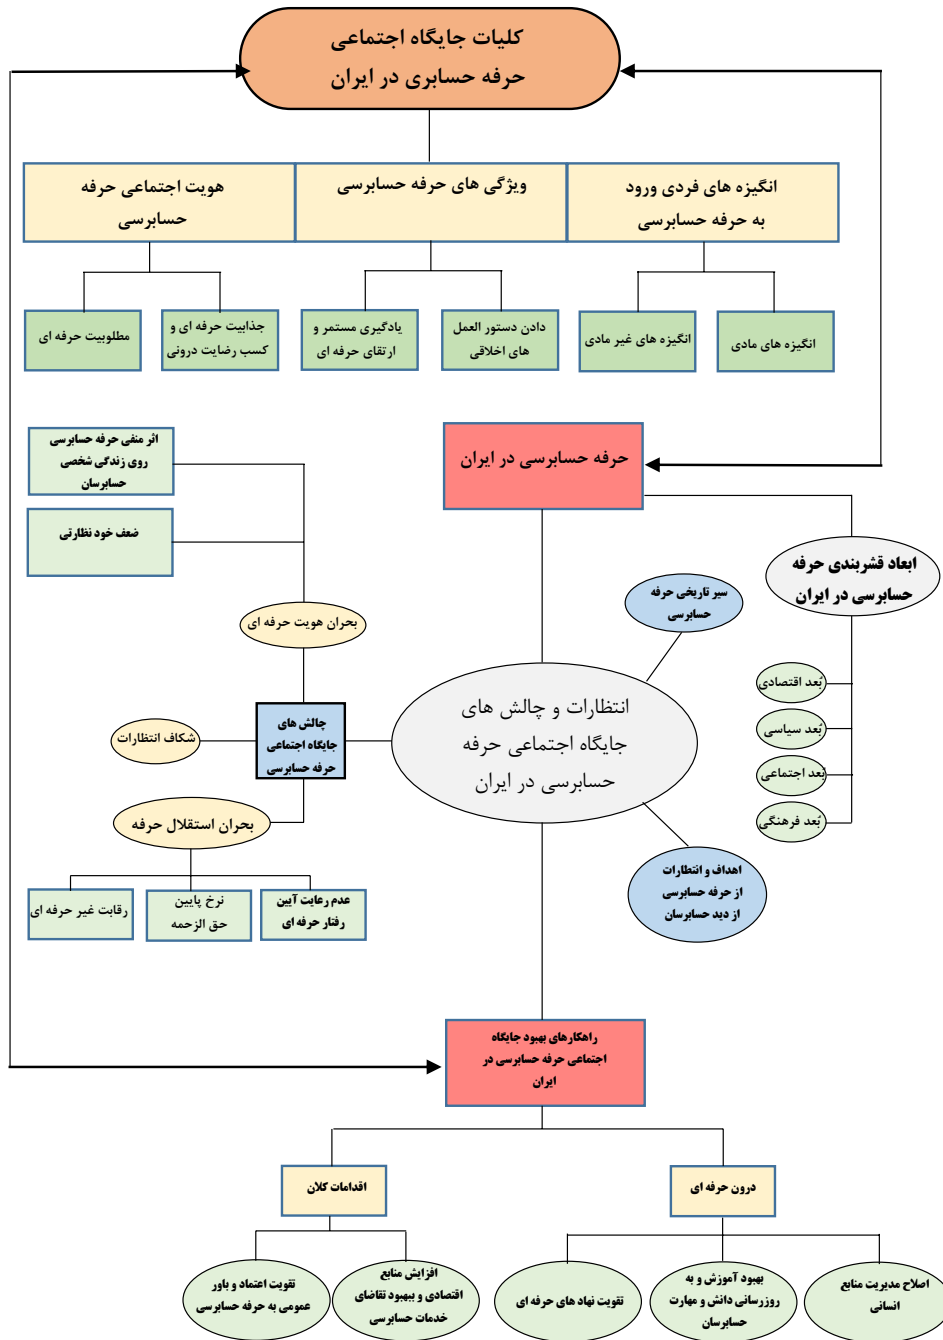 کلیات جایگاه اجتماعی
حرفه حسابری در ایران
انگیزه های فردی ورود
به حرفه حسابرسی
ویژگی های حرفه حسابرسی
هویت اجتماعی حرفه
حسابرسی
انگیزه های مادی
انگیزه های غیر مادی
دادن دستور العمل
های اخلاقی
یادگیری مستمر و
ارتقای حرفه ای
جذابیت حرفه ای و
کسب رضایت درونی
مطلوبیت حرفه ای
حرفه حسابرسی در ایران
اثر منفی حرفه حسابرسی
روی زندگی شخصی
حسابرسان
ضعف خود نظارتی
ابعاد قشربندی حرفه
حسابرسی در ایران
سیر تاریخی حرفه
حسابرسی
بحران هویت حرفه ای
بُعد اقتصادی
بُعد سیاسی
بُعد اجتماعی
بُعد فرهنگی
انتظارات و چالش های
جایگاه اجتماعی حرفه
حسابرسی در ایران
چالش های
جایگاه اجتماعی
حرفه حسابرسی
شکاف انتظارات
بحران استقلال حرفه
اهداف و انتظارات
از حرفه حسابرسی
از دید حسابرسان
عدم رعایت آیین
رفتار حرفه ای
نرخ پایین
حق الزحمه
رقابت غیر حرفه ای
راهکارهای بهبود جایگاه
اجتماعی حرفه حسابرسی در
ایران
درون حرفه ای
اقدامات کلان
اصلاح مدیریت منابع
انسانی
بهبود آموزش و به
روزرسانی دانش و مهارت
حسابرسان
تقویت نهاد های حرفه ای
افزایش منابع
اقتصادی و ببهبود تقاضای
خدمات حسابرسی
تقویت اعتماد و باور
عمومی به حرفه حسابرسی